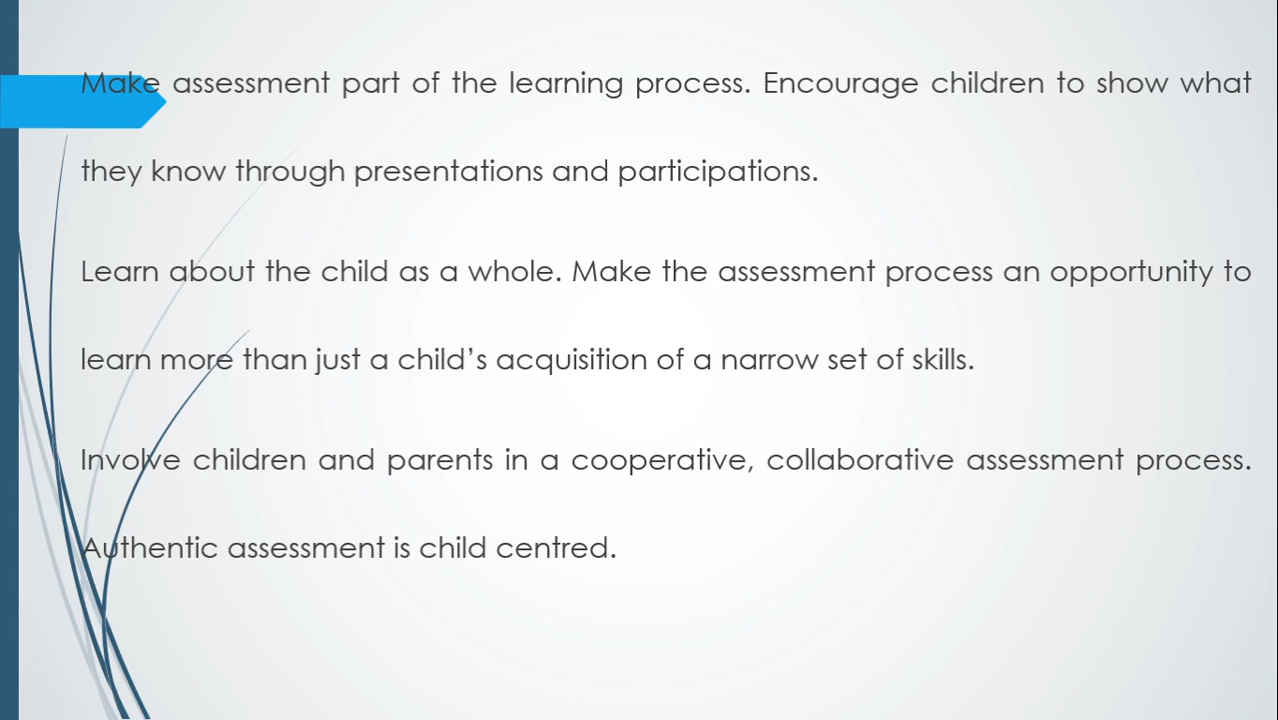 Make assessment part of the learning process. Encourage children to show what
they know through presentations and participations.
Learn about the child as a whole. Make the assessment process an opportunity to
learn more than just a child’s acquisition of a narrow set of skills.
Involve children and parents in a cooperative, collaborative assessment process.
Authentic assessment is child centred.